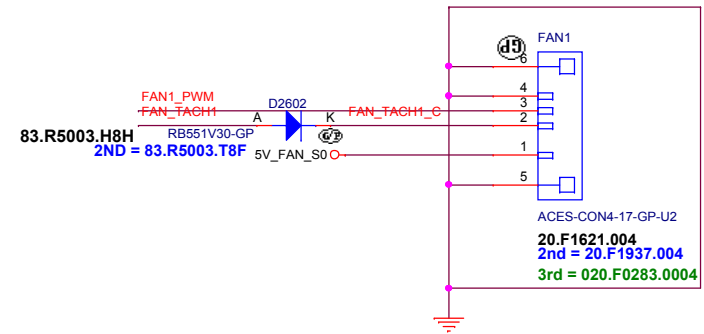 FAN1
GP
6
4
3
2
1
5
FAN1_PWM
FAN_TACH1
D2602
A
K
FAN_TACH1_C
G/P
83.R5003.H8H
RB551V30-GP
2ND = 83.R5003.T8F
5V_FAN_S0
ACES-CON4-17-GP-U2
20.F1621.004
2nd = 20.F1937.004
3rd = 020.F0283.0004